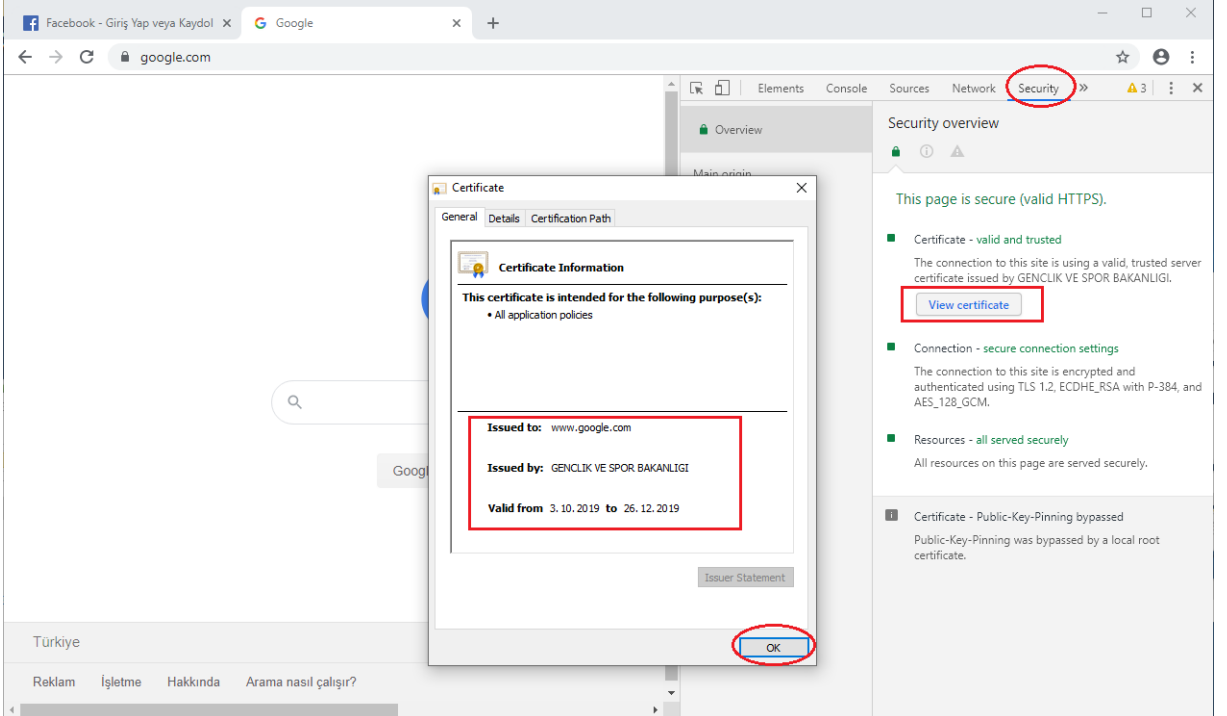 Facebook - Giriş Yap veya Kaydol
Google
google.com
Elements Console Sources Network Security » 3
Overview
Main origin
Security overview
This page is secure (valid HTTPS).
Certificate - valid and trusted
The connection to this site is using a valid, trusted server
certificate issued by GENCLIK VE SPOR BAKANLIGI.
View certificate
Connection - secure connection settings
The connection to this site is encrypted and
authenticated using TLS 1.2, ECDHE_RSA with P-384, and
AES_128_GCM.
Resources - all served securely
All resources on this page are served securely.
Certificate - Public-Key-Pinning bypassed
Public-Key-Pinning was bypassed by a local root
certificate.
Certificate
General Details Certification Path
Certificate Information
This certificate is intended for the following purpose(s):
• All application policies
Issued to: www.google.com
Issued by: GENCLIK VE SPOR BAKANLIGI
Valid from 3.10.2019 to 26.12.2019
Issuer Statement
OK
Türkiye
Reklam İşletme Hakkında Arama nasıl çalışır?